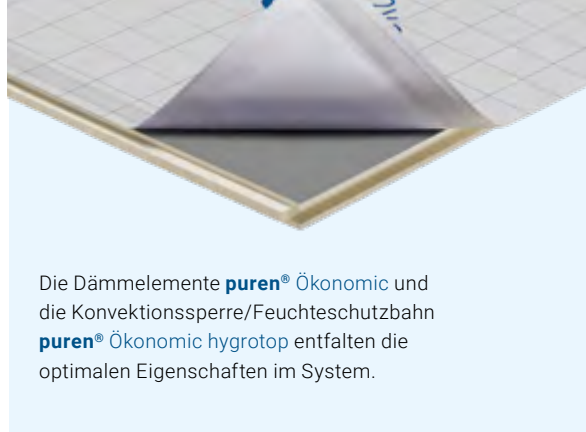 Die Dämmelemente puren® Ökonomic und
die Konvektionssperre/Feuchteschutzbahn
puren® Ökonomic hygrotop entfalten die
optimalen Eigenschaften im System.